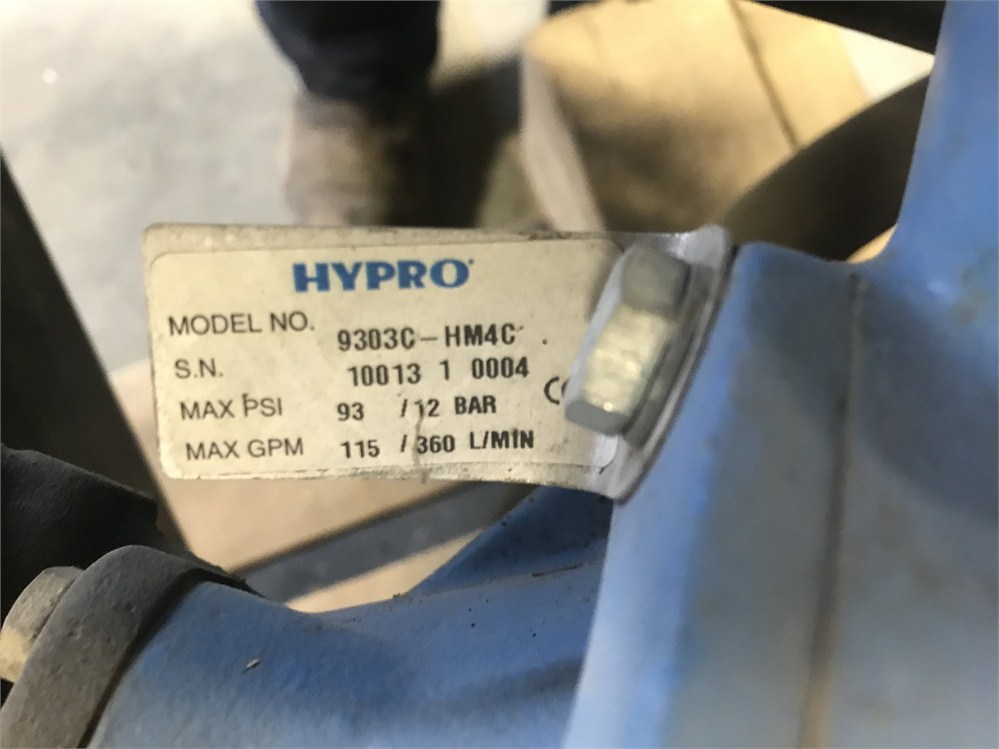 HYPRO
MODEL NO. 9303C-HM4C
S.N. 10013 1 0004
MAX PSI 93 / 12 BAR
MAX GPM 115 / 360 L/MIN